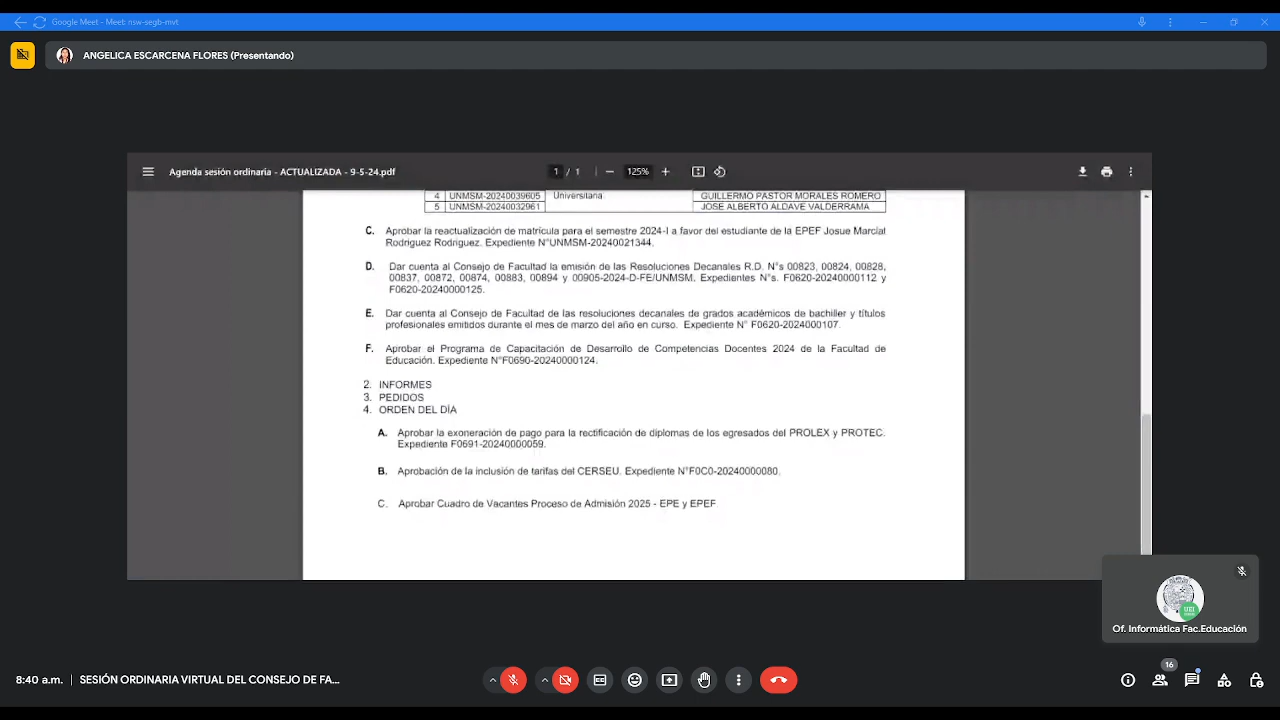 Google Meet - Meet: nsw-segb-mvt
ANGELICA ESCARCENA FLORES (Presentando)
Agenda sesión ordinaria - ACTUALIZADA - 9-5-24.pdf
1 / 1
125%
4 UNMSM-20240039605 Universitaria GUILLERMO PASTOR MORALES ROMERO
5 UNMSM-20240032961 JOSE ALBERTO ALDAVE VALDERRAMA
C. Aprobar la reactualización de matrícula para el semestre 2024-I a favor del estudiante de la EPEF Josue Marcial
Rodriguez Rodriguez. Expediente N°UNMSM-20240021344.
D. Dar cuenta al Consejo de Facultad la emisión de las Resoluciones Decanales R.D. N°s 00823, 00824, 00828,
00837, 00872, 00874, 00883, 00894 y 00905-2024-D-FE/UNMSM. Expedientes N°s. F0620-20240000112 y
F0620-20240000125.
E. Dar cuenta al Consejo de Facultad de las resoluciones decanales de grados académicos de bachiller y títulos
profesionales emitidos durante el mes de marzo del año en curso. Expediente N° F0620-2024000107.
F. Aprobar el Programa de Capacitación de Desarrollo de Competencias Docentes 2024 de la Facultad de
Educación. Expediente N°F0690-20240000124.
2. INFORMES
3. PEDIDOS
4. ORDEN DEL DÍA
A. Aprobar la exoneración de pago para la rectificación de diplomas de los egresados del PROLEX y PROTEC.
Expediente F0691-20240000059.
B. Aprobación de la inclusión de tarifas del CERSEU. Expediente N°F0C0-20240000080.
C. Aprobar Cuadro de Vacantes Proceso de Admisión 2025 - EPE y EPEF
UEI
Of. Informática Fac.Educación
8:40 a.m. | SESIÓN ORDINARIA VIRTUAL DEL CONSEJO DE FA...
16